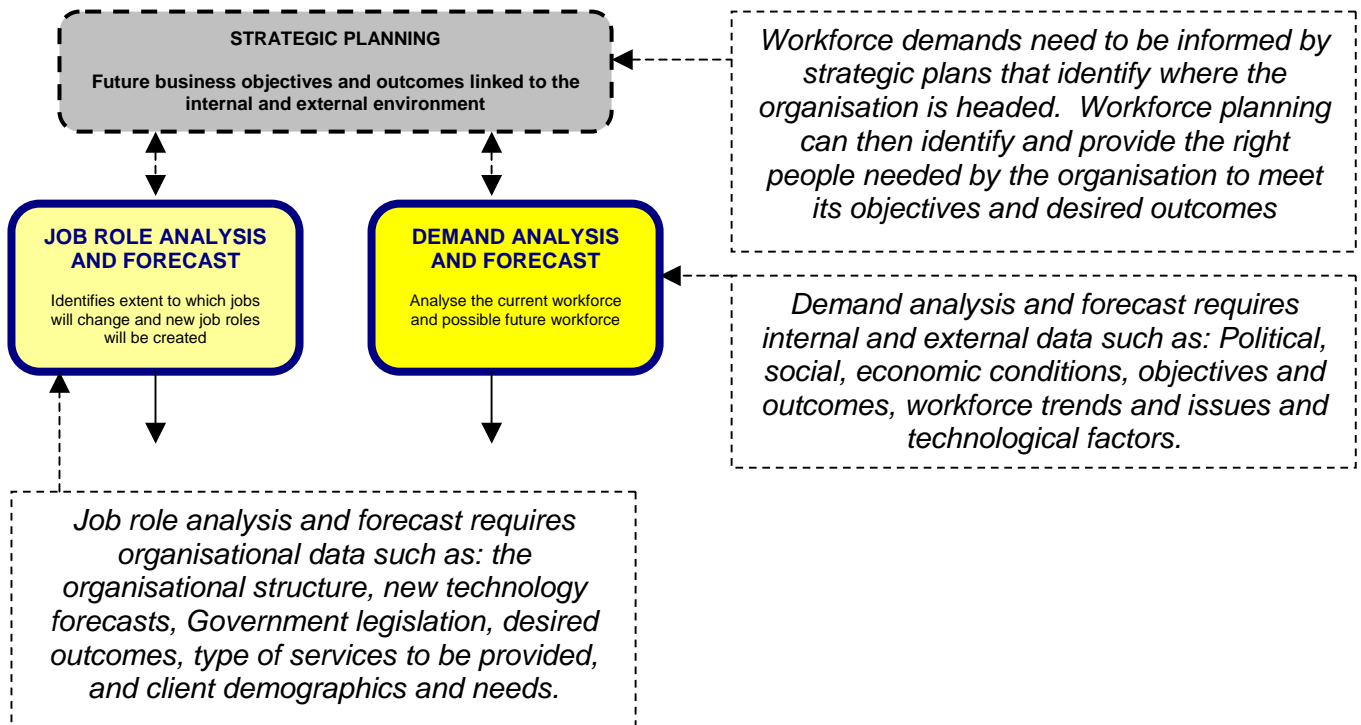 STRATEGIC PLANNING
Future business objectives and outcomes linked to the
internal and external environment
Workforce demands need to be informed by
strategic plans that identify where the
organisation is headed.  Workforce planning
can then identify and provide the right
people needed by the organisation to meet
its objectives and desired outcomes
JOB ROLE ANALYSIS
AND FORECAST
Identifies extent to which jobs
will change and new job roles
will be created
DEMAND ANALYSIS
AND FORECAST
Analyse the current workforce
and possible future workforce
Demand analysis and forecast requires
internal and external data such as: Political,
social, economic conditions, objectives and
outcomes, workforce trends and issues and
technological factors.
Job role analysis and forecast requires
organisational data such as: the
organisational structure, new technology
forecasts, Government legislation, desired
outcomes, type of services to be provided,
and client demographics and needs.